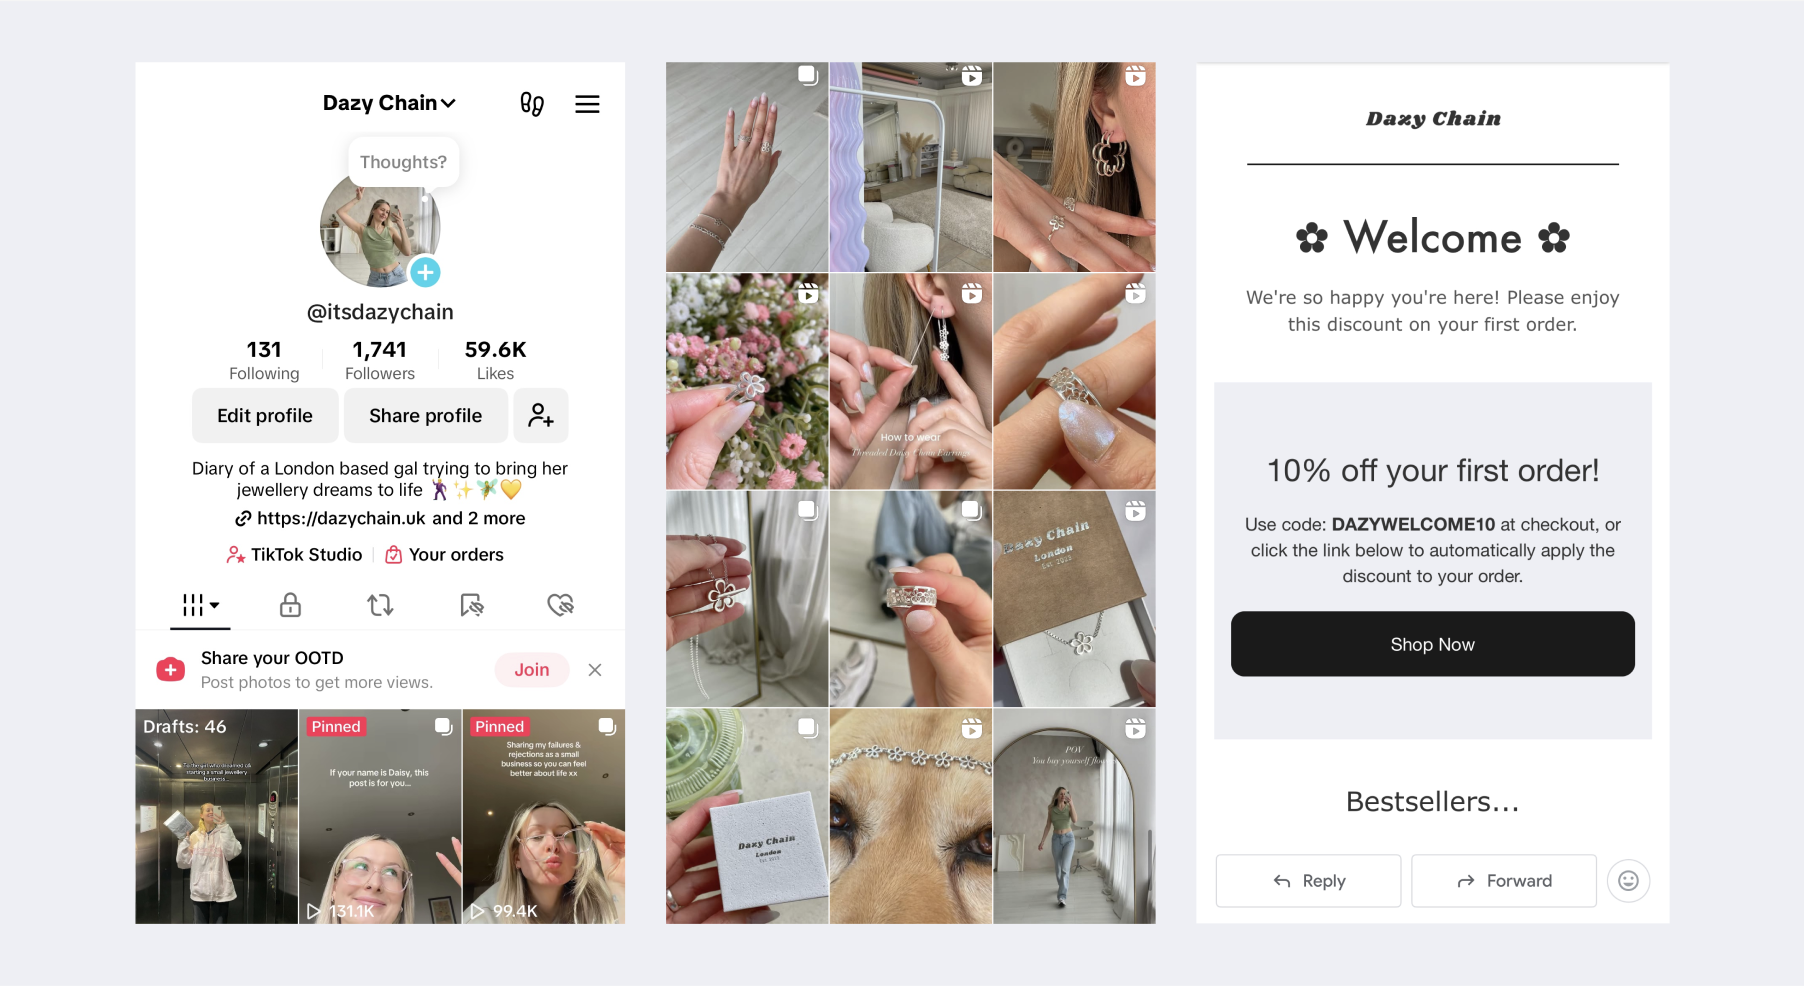 Dazy Chain
Thoughts?
@itsdazychain
131
Following
1,741
Followers
59.6K
Likes
Edit profile
Share profile
Diary of a London based gal trying to bring her
jewellery dreams to life 🕺✨🧚💛
https://dazychain.uk and 2 more
TikTok Studio
Your orders
Share your OOTD
Post photos to get more views.
Join
Drafts: 46
To the girl who dreamed of
starting a small jewellery
business...
Pinned
If your name is Daisy, this
post is for you...
131.1K
Pinned
Sharing my failures &
rejections as a small
business so you can feel
better about life xx
99.4K
How to wear
Threaded Dazy Chain Earrings
Dazy Chain
London
Est 2023
Dazy Chain
London
Est 2023
POV
You buy yourself flowers
Dazy Chain
✿ Welcome ✿
We're so happy you're here! Please enjoy
this discount on your first order.
10% off your first order!
Use code: DAZYWELCOME10 at checkout, or
click the link below to automatically apply the
discount to your order.
Shop Now
Bestsellers...
Reply
Forward